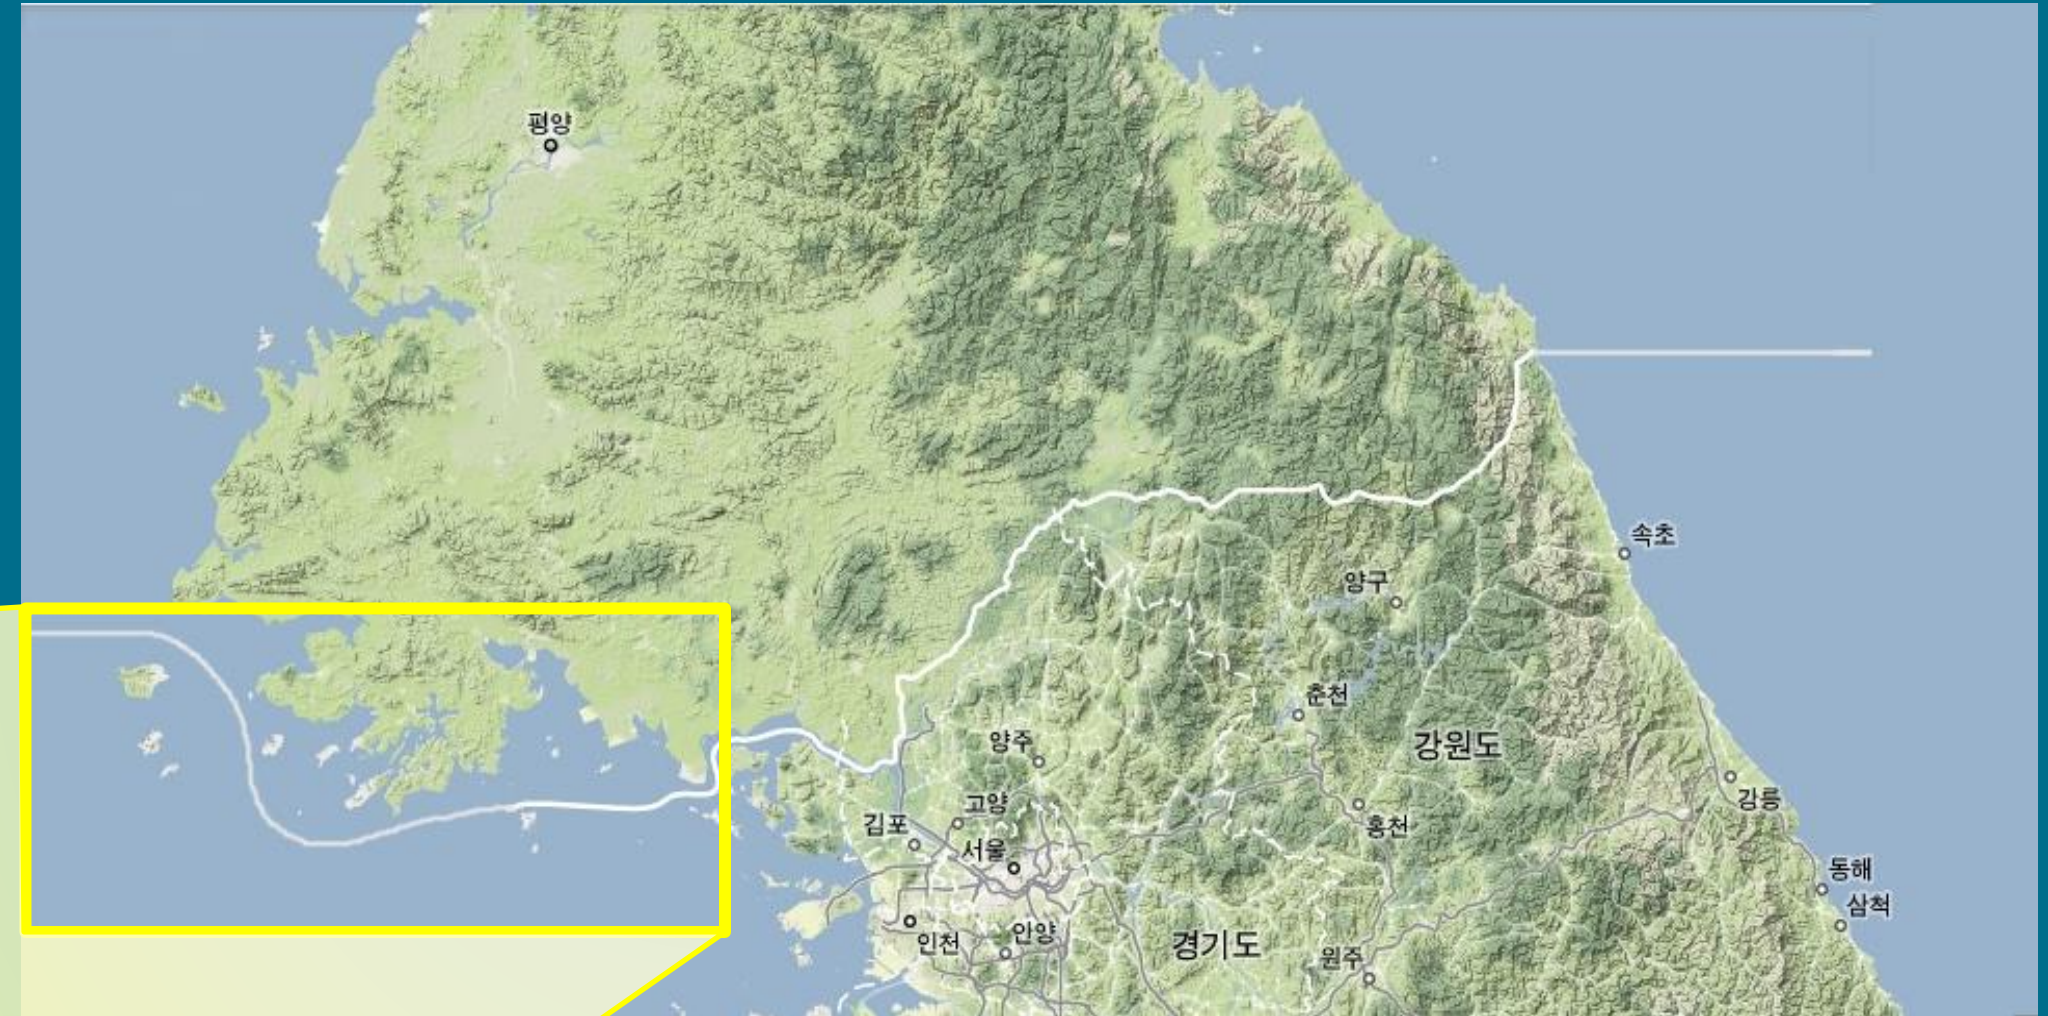 평양
속초
양구
춘천
강원도
양주
강릉
고양
김포
홍천
서울
동해
삼척
인천
안양
경기도
원주